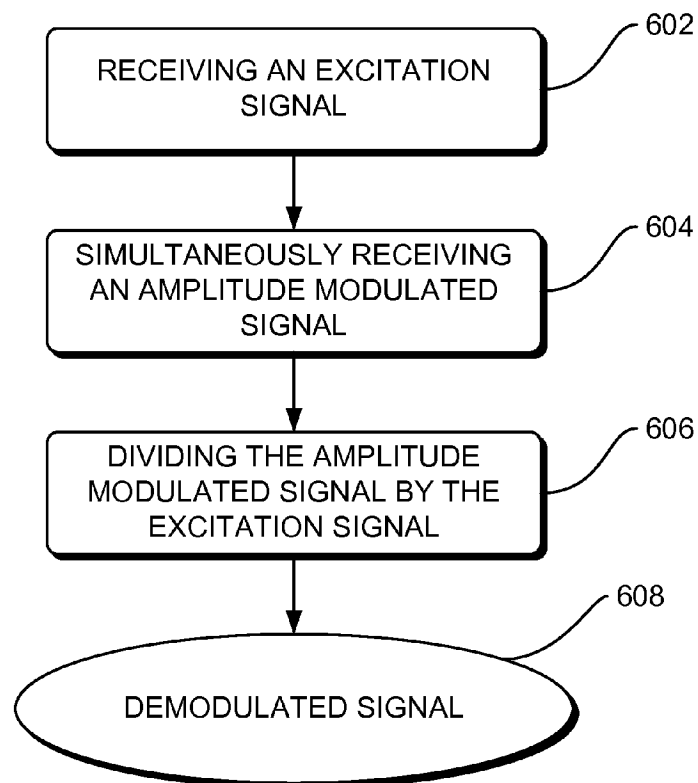 602
RECEIVING AN EXCITATION
SIGNAL
604
SIMULTANEOUSLY RECEIVING
AN AMPLITUDE MODULATED
SIGNAL
606
DIVIDING THE AMPLITUDE
MODULATED SIGNAL BY THE
EXCITATION SIGNAL
608
DEMODULATED SIGNAL